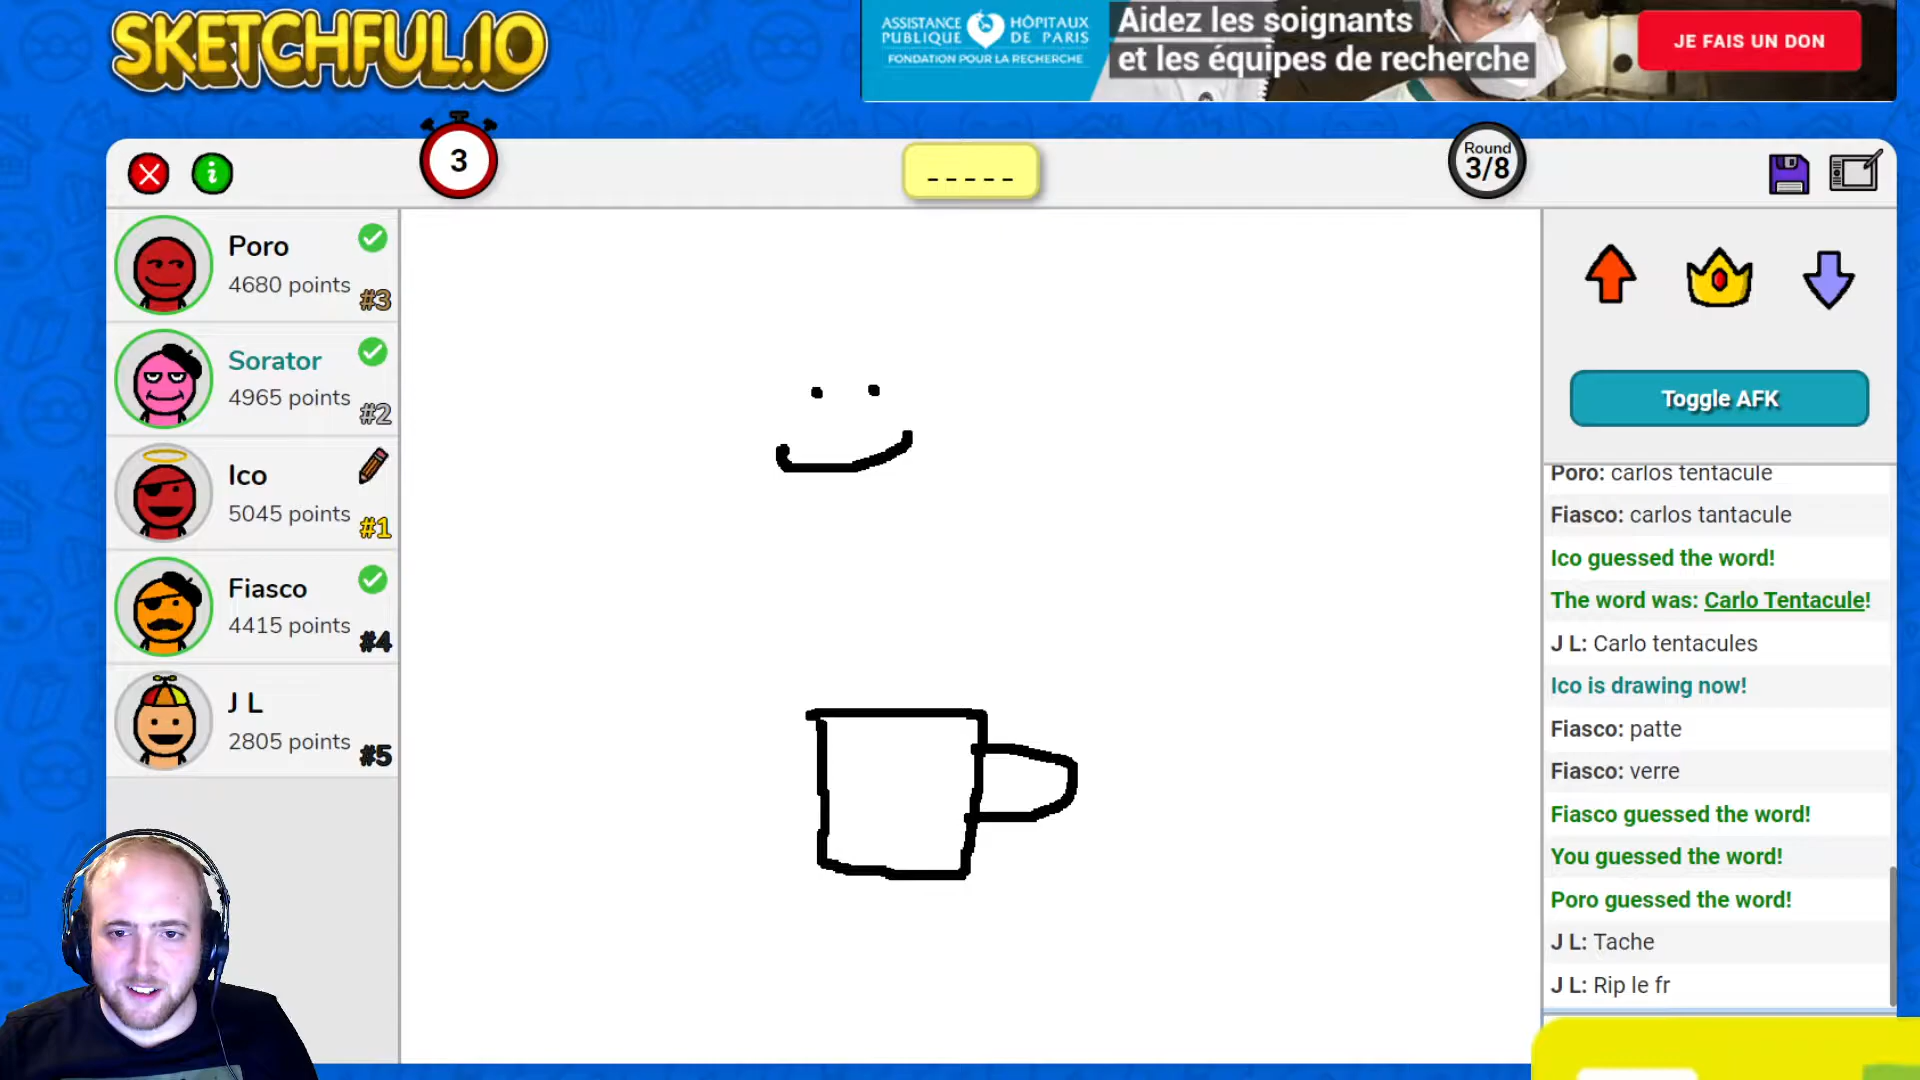 SKETCHFUL.IO
ASSISTANCE PUBLIQUE
HÔPITAUX DE PARIS
FONDATION POUR LA RECHERCHE
Aidez les soignants
et les équipes de recherche
JE FAIS UN DON
3
_ _ _ _ _
Round
3/8
Poro
4680 points
#3
Sorator
4965 points
#2
Ico
5045 points
#1
Fiasco
4415 points
#4
J L
2805 points
#5
Toggle AFK
Poro: carlos tentacule
Fiasco: carlos tantacule
Ico guessed the word!
The word was: Carlo Tentacule!
J L: Carlo tentacules
Ico is drawing now!
Fiasco: patte
Fiasco: verre
Fiasco guessed the word!
You guessed the word!
Poro guessed the word!
J L: Tache
J L: Rip le fr